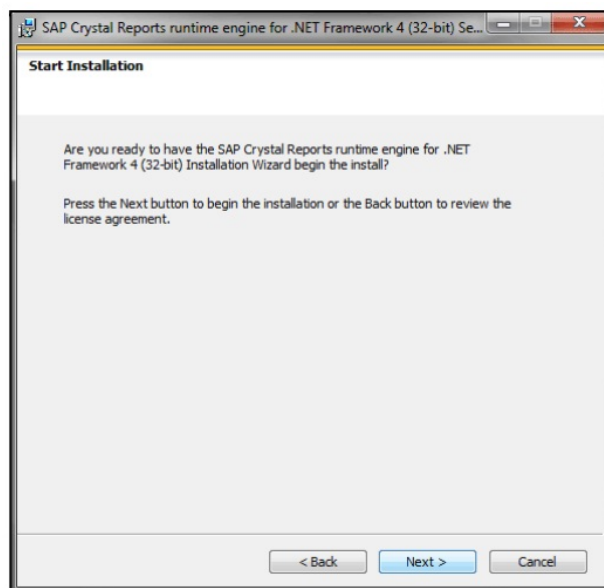 SAP Crystal Reports runtime engine for .NET Framework 4 (32-bit) Se...
Start Installation
Are you ready to have the SAP Crystal Reports runtime engine for .NET
Framework 4 (32-bit) Installation Wizard begin the install?
Press the Next button to begin the installation or the Back button to review the
license agreement.
< Back
Next >
Cancel